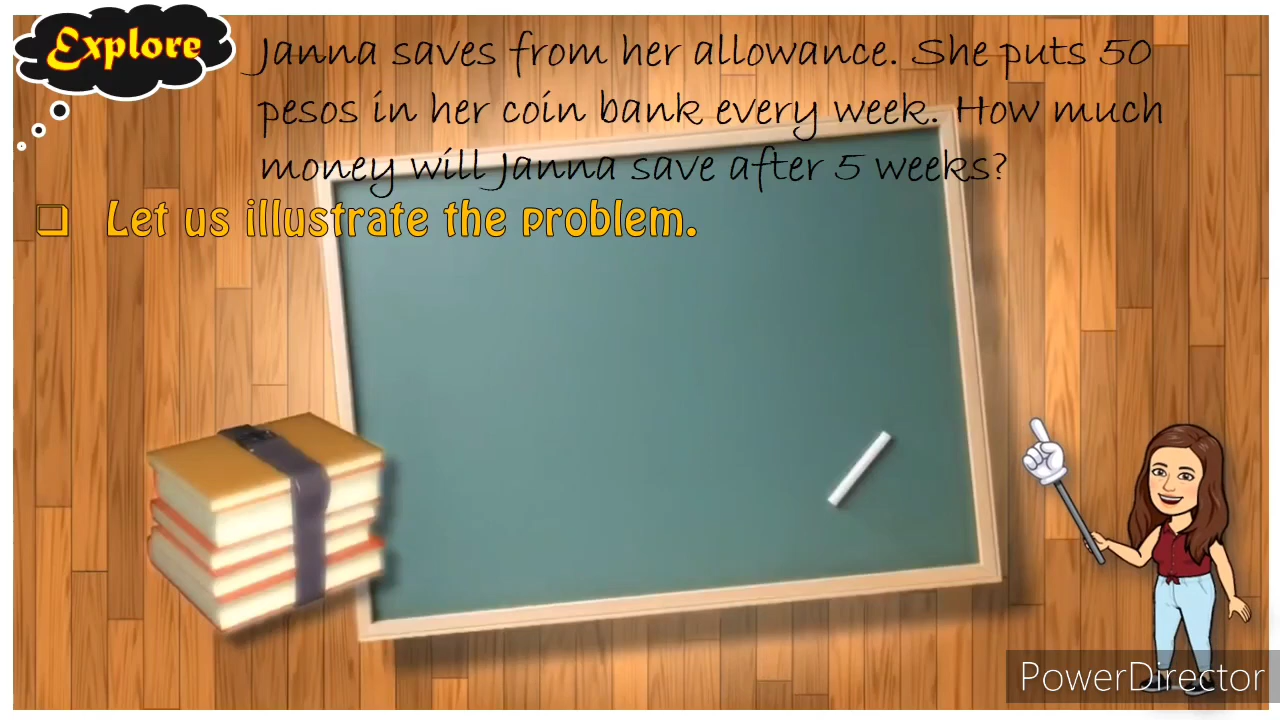 Explore
Janna saves from her allowance. She puts 50
pesos in her coin bank every week. How much
money will Janna save after 5 weeks?
❑ Let us illustrate the problem.
PowerDirector